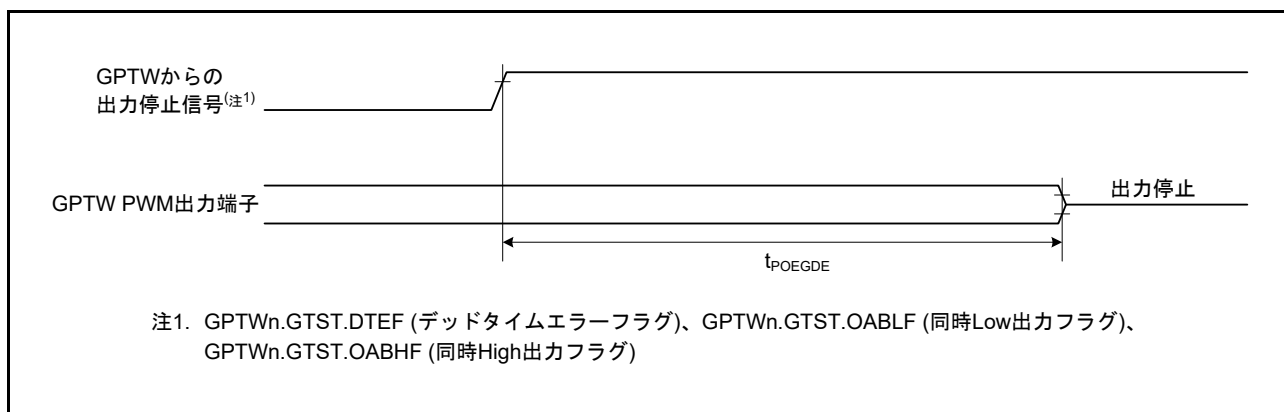 GPTWからの
出力停止信号(注1)
GPTW PWM出力端子
出力停止
tPOEGDE
注1. GPTWn.GTST.DTEF (デッドタイムエラーフラグ)、GPTWn.GTST.OABLF (同時Low出力フラグ)、
GPTWn.GTST.OABHF (同時High出力フラグ)